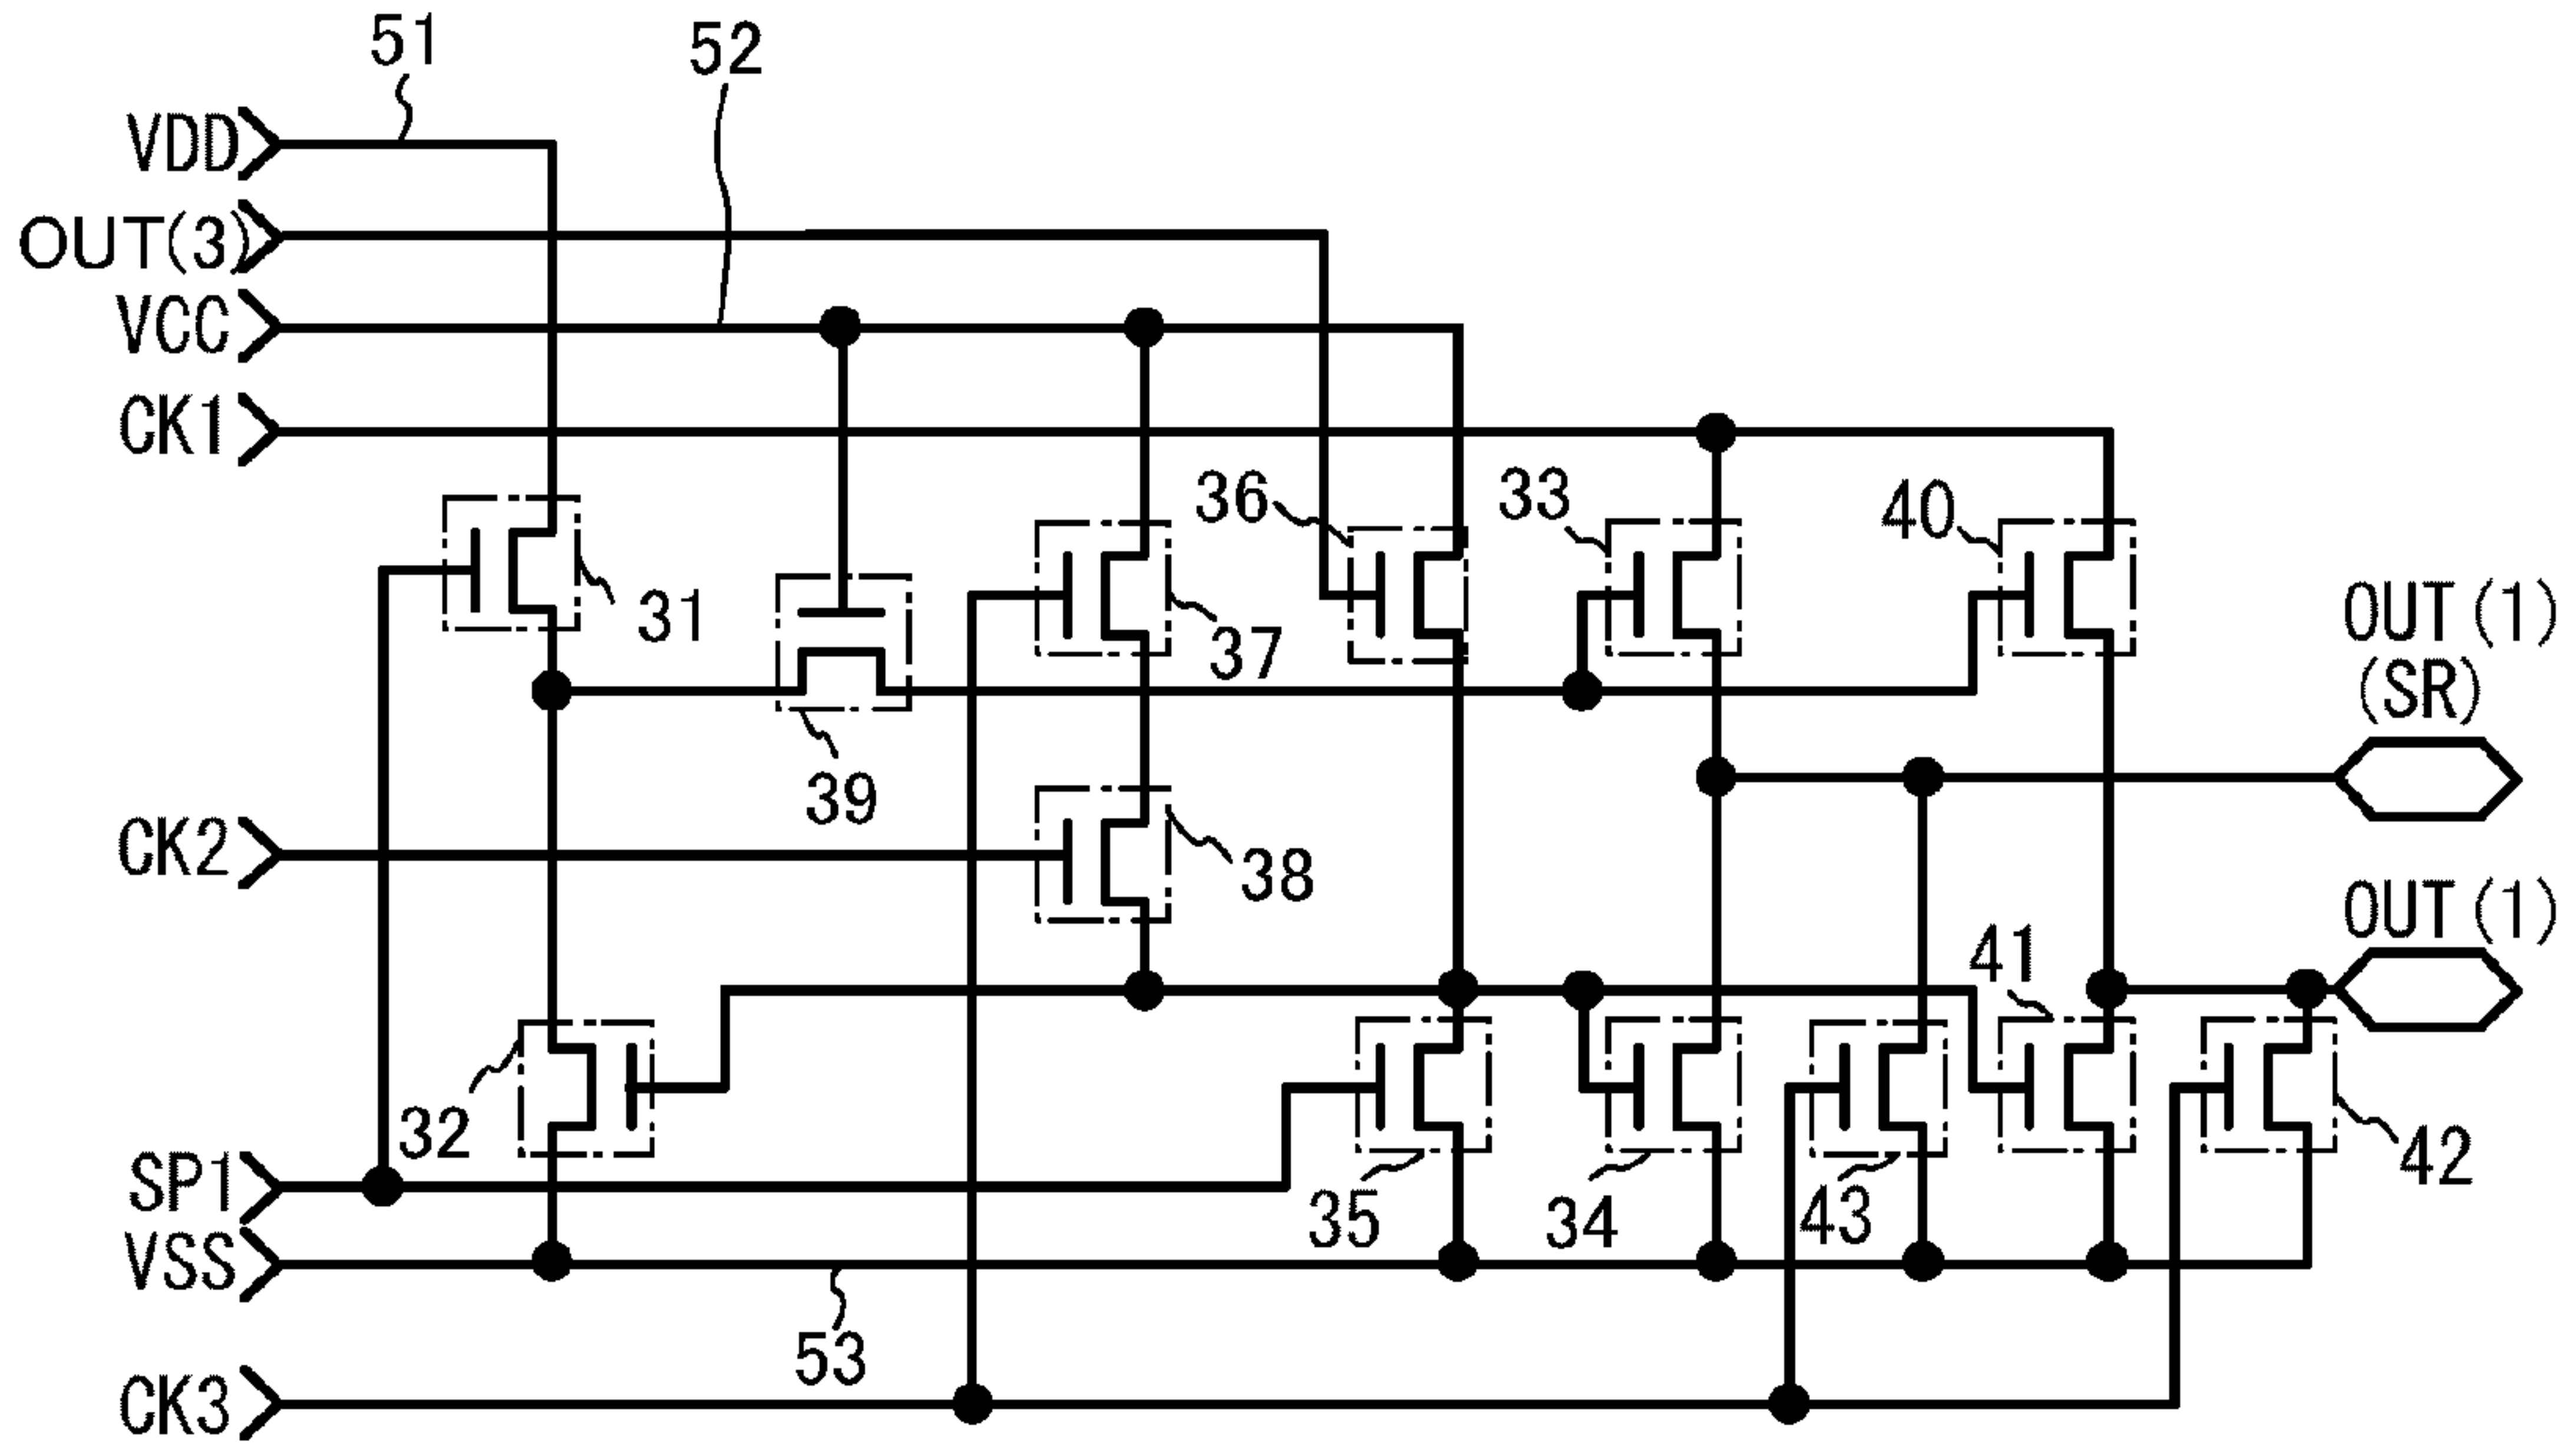 51
52
VDD
OUT(3)
VCC
CK1
36
33
40
31
37
OUT(1)
(SR)
39
CK2
38
OUT(1)
41
32
SP1
35
34
43
42
VSS
53
CK3